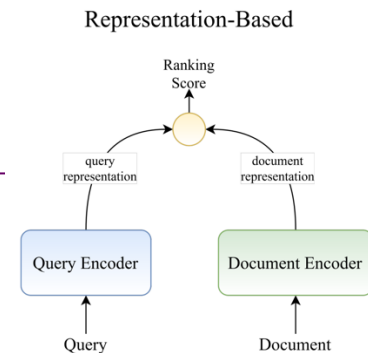 Representation-Based
Ranking
Score
query
representation
document
representation
Query Encoder
Document Encoder
Query
Document